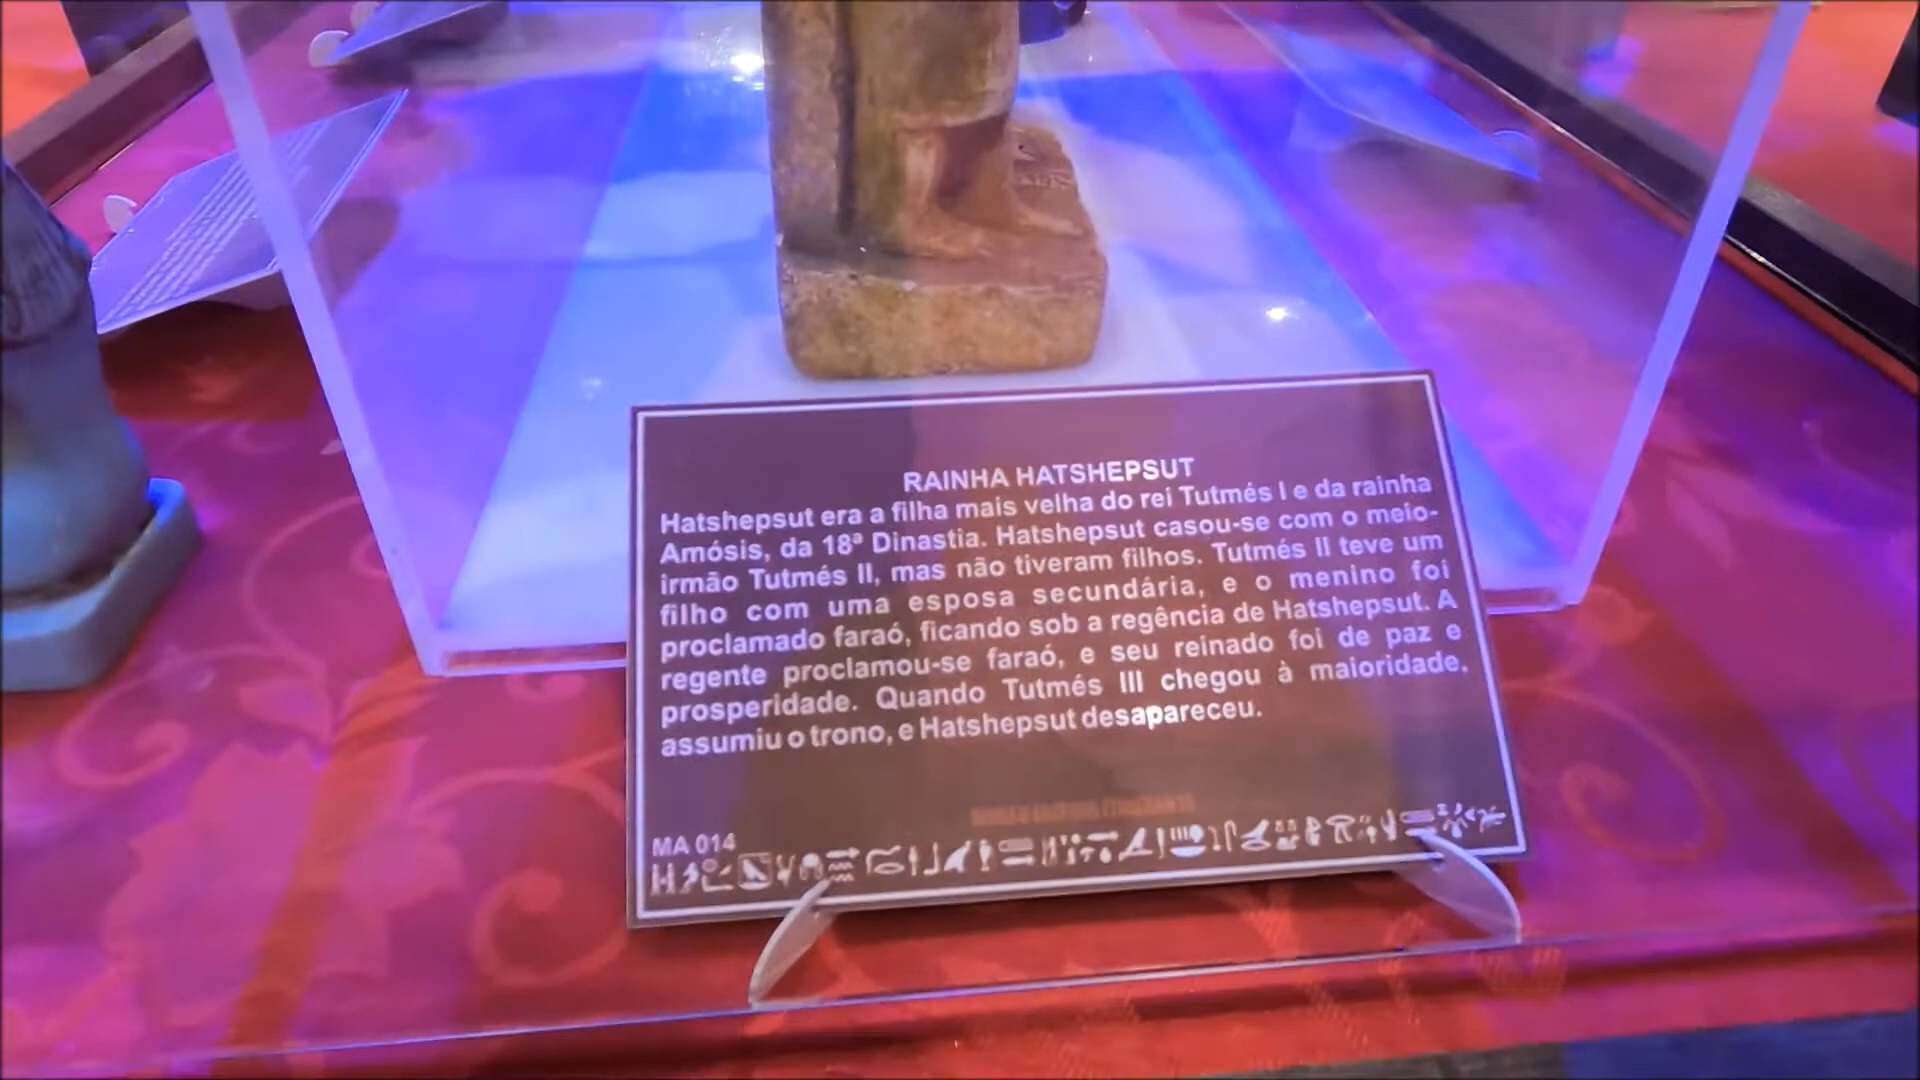 RAINHA HATSHEPSUT
Hatshepsut era a filha mais velha do rei Tutmés I e da rainha
Amósis, da 18ª Dinastia. Hatshepsut casou-se com o meio-
irmão Tutmés II, mas não tiveram filhos. Tutmés II teve um
filho com uma esposa secundária, e o menino foi
proclamado faraó, ficando sob a regência de Hatshepsut. A
regente proclamou-se faraó, e seu reinado foi de paz e
prosperidade. Quando Tutmés III chegou à maioridade,
assumiu o trono, e Hatshepsut desapareceu.
MA 014